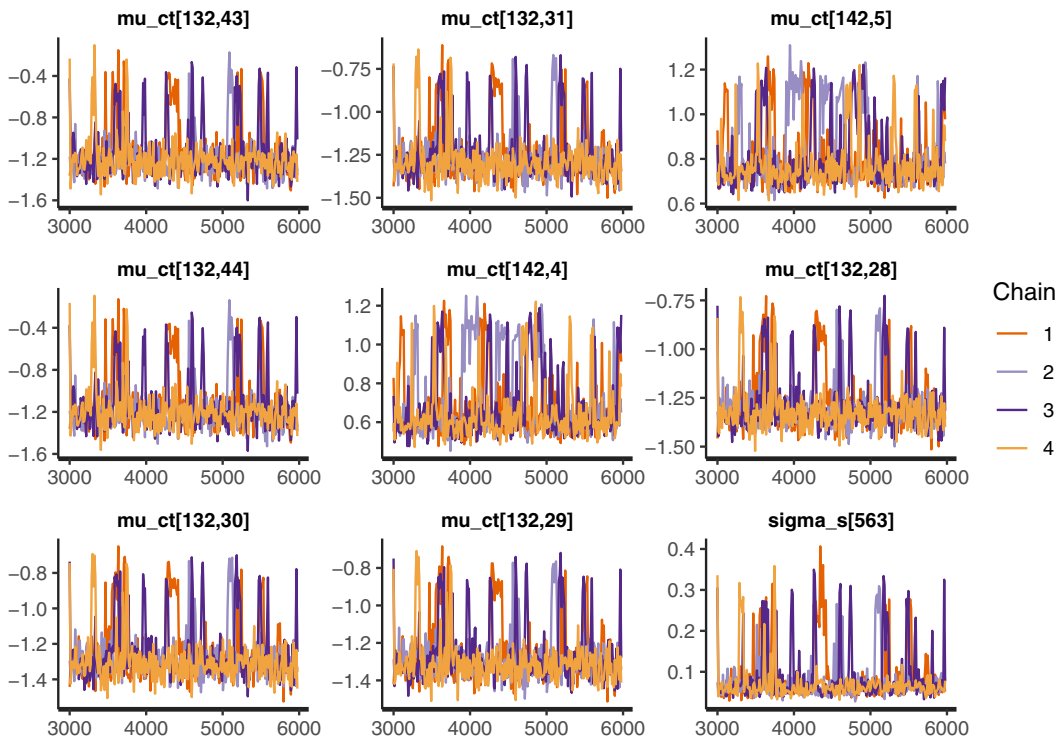 mu_ct[132,43]
mu_ct[132,31]
mu_ct[142,5]
−0.4
−0.8
−1.2
−1.6
3000 4000 5000 6000
−0.75
−1.00
−1.25
−1.50
3000 4000 5000 6000
1.2
1.0
0.8
0.6
3000 4000 5000 6000
mu_ct[132,44]
mu_ct[142,4]
mu_ct[132,28]
−0.4
−0.8
−1.2
−1.6
3000 4000 5000 6000
1.2
1.0
0.8
0.6
3000 4000 5000 6000
−0.75
−1.00
−1.25
−1.50
3000 4000 5000 6000
Chain
1
2
3
4
mu_ct[132,30]
mu_ct[132,29]
sigma_s[563]
−0.8
−1.0
−1.2
−1.4
3000 4000 5000 6000
−0.8
−1.0
−1.2
−1.4
3000 4000 5000 6000
0.4
0.3
0.2
0.1
3000 4000 5000 6000